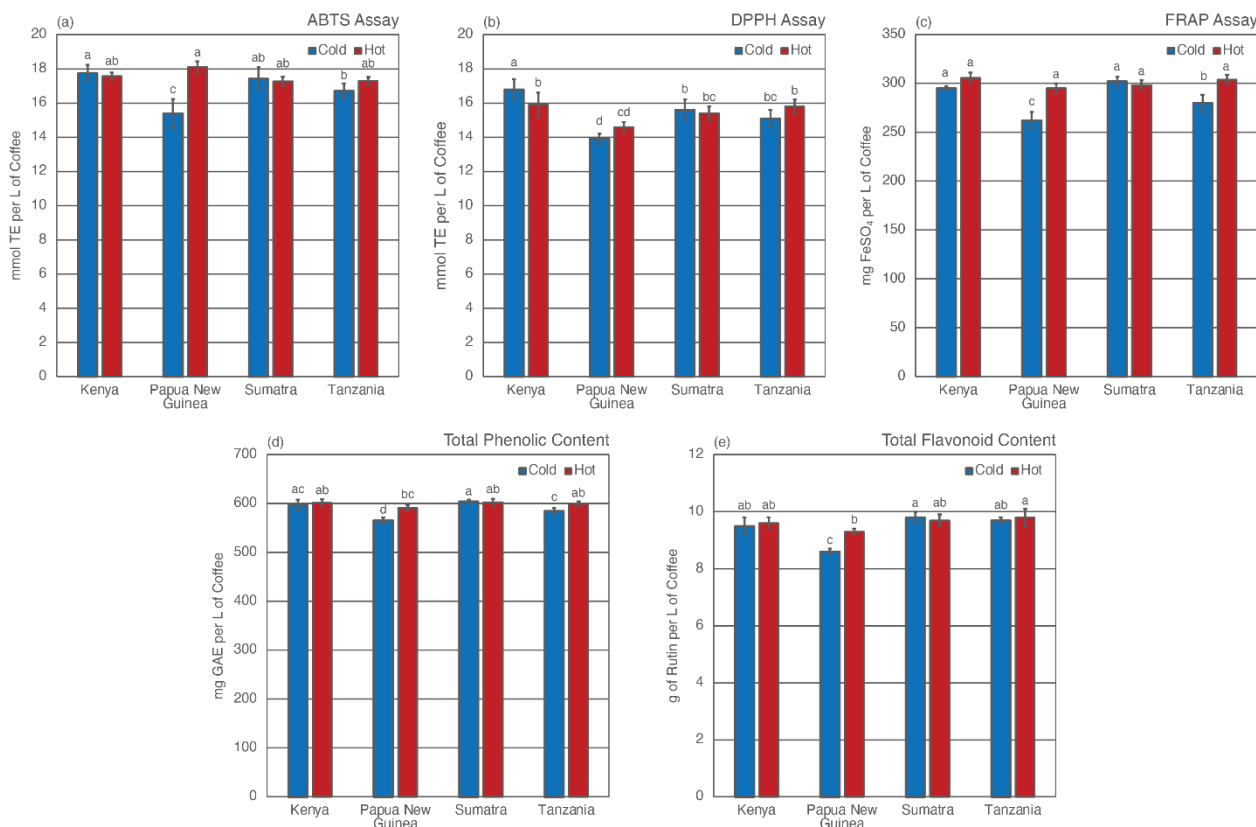 (a) ABTS Assay
Cold Hot
mmol TE per L of Coffee
20
18
16
14
12
10
8
6
4
2
0
a ab c a ab ab b ab
Kenya Papua New Guinea Sumatra Tanzania
(b) DPPH Assay
Cold Hot
mmol TE per L of Coffee
20
18
16
14
12
10
8
6
4
2
0
a b d cd b bc bc b
Kenya Papua New Guinea Sumatra Tanzania
(c) FRAP Assay
Cold Hot
mg FeSO₄ per L of Coffee
350
300
250
200
150
100
50
0
a a c a a a b a
Kenya Papua New Guinea Sumatra Tanzania
(d) Total Phenolic Content
Cold Hot
mg GAE per L of Coffee
700
600
500
400
300
200
100
0
ac ab d bc a ab c ab
Kenya Papua New Guinea Sumatra Tanzania
(e) Total Flavonoid Content
Cold Hot
g of Rutin per L of Coffee
12
10
8
6
4
2
0
ab ab c b a ab ab a
Kenya Papua New Guinea Sumatra Tanzania